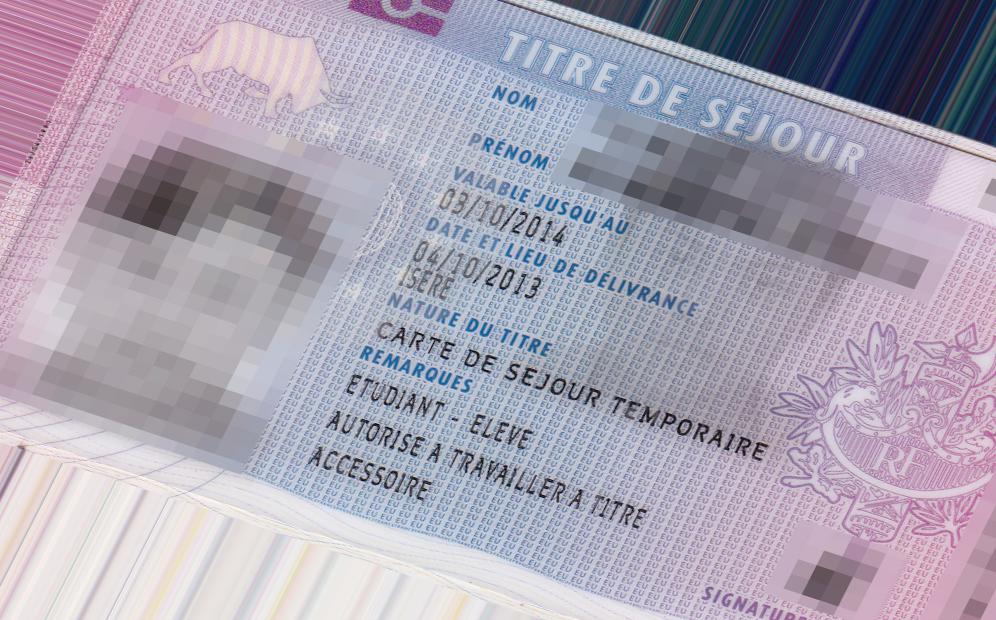 TITRE DE SÉJOUR
NOM
PRÉNOM
VALABLE JUSQU'AU
03/10/2014
DATE ET LIEU DE DÉLIVRANCE
04/10/2013
ISERE
NATURE DU TITRE
CARTE DE SEJOUR TEMPORAIRE
REMARQUES
ETUDIANT - ELEVE
AUTORISE A TRAVAILLER A TITRE
ACCESSOIRE
RF
SIGNATURE